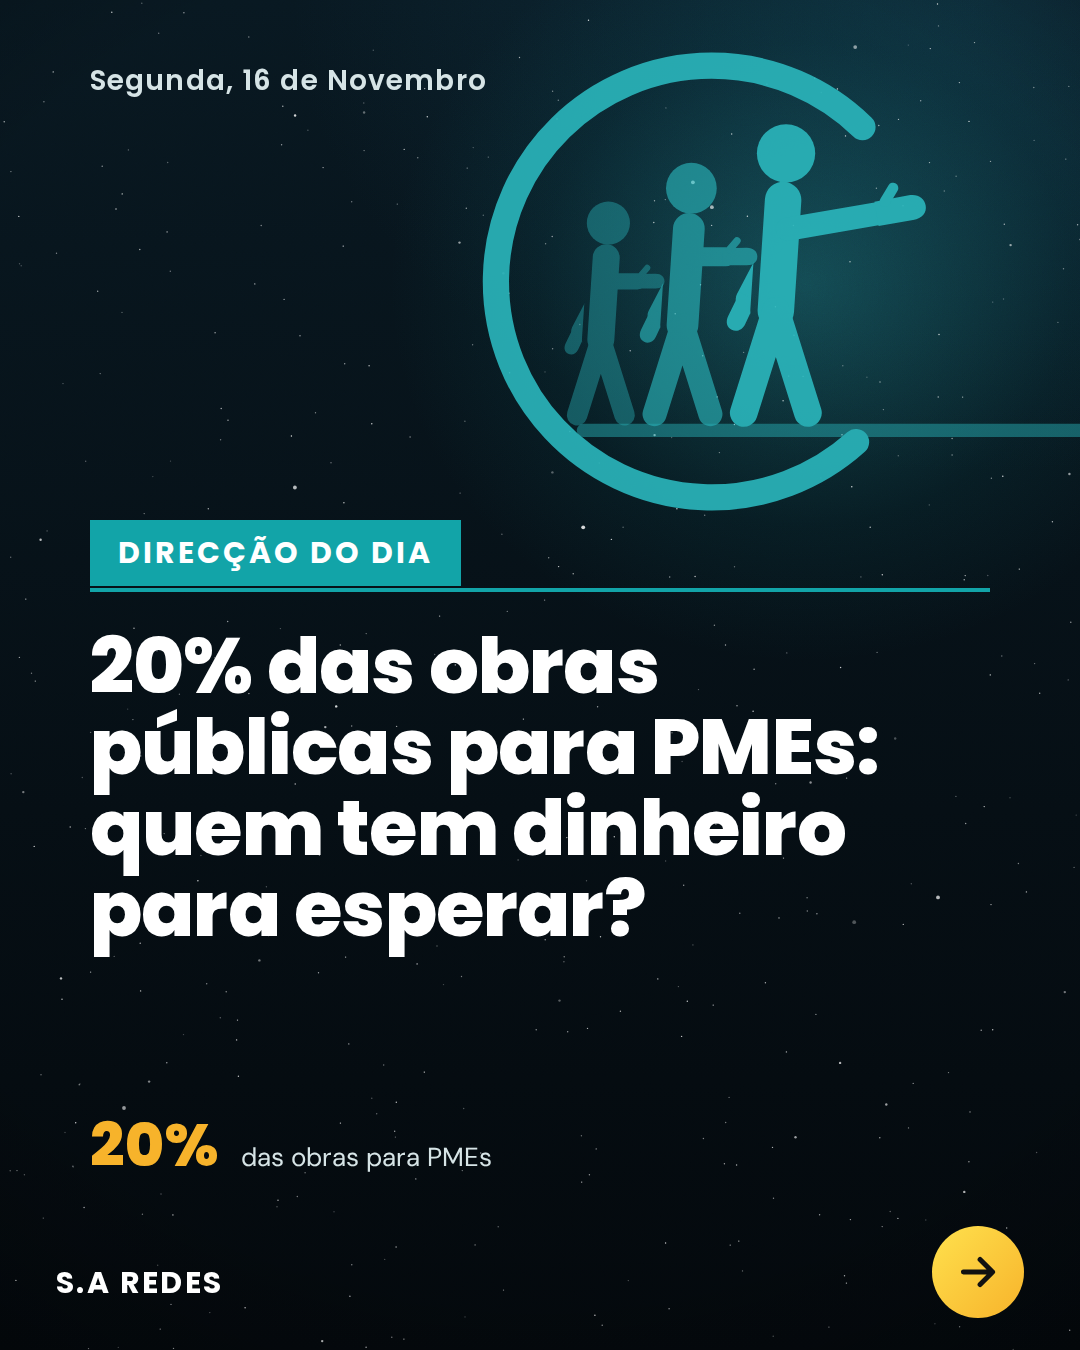 Segunda, 16 de Novembro
DIRECÇÃO DO DIA
20% das obras
públicas para PMEs:
quem tem dinheiro
para esperar?
20% das obras para PMEs
S.A REDES